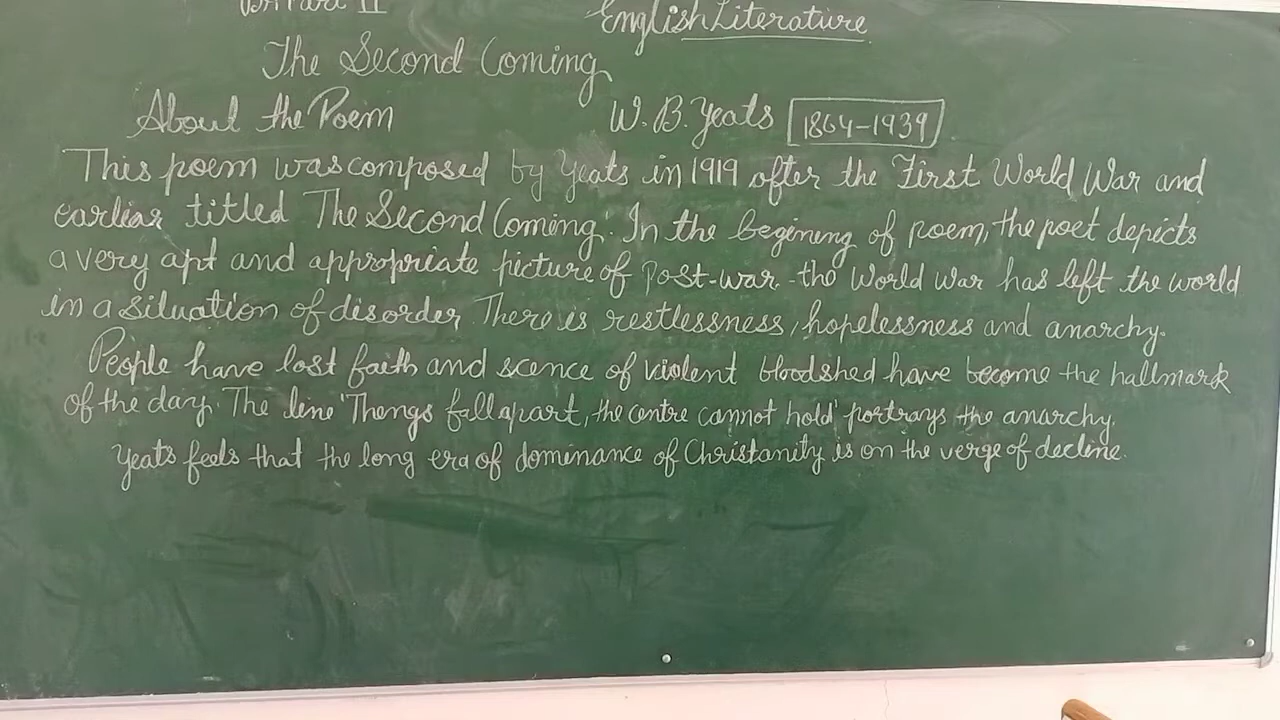 Part II English Literature
The Second Coming
About the Poem W. B. Yeats 1864-1939
This poem was composed by Yeats in 1919 after the First World War and
earliar titled The Second Coming'. In the begining of poem, the poet depicts
a very apt and appropriate picture of post-war. the World War has left the world
in a situation of disorder. There is restlessness, hopelessness and anarchy.
People have lost faith and scence of violent bloodshed have become the hallmark
of the day. The line 'Thengs fall apart, the centre cannot hold' portrays the anarchy.
Yeats feels that the long era of dominance of Christanity is on the verge of decline.